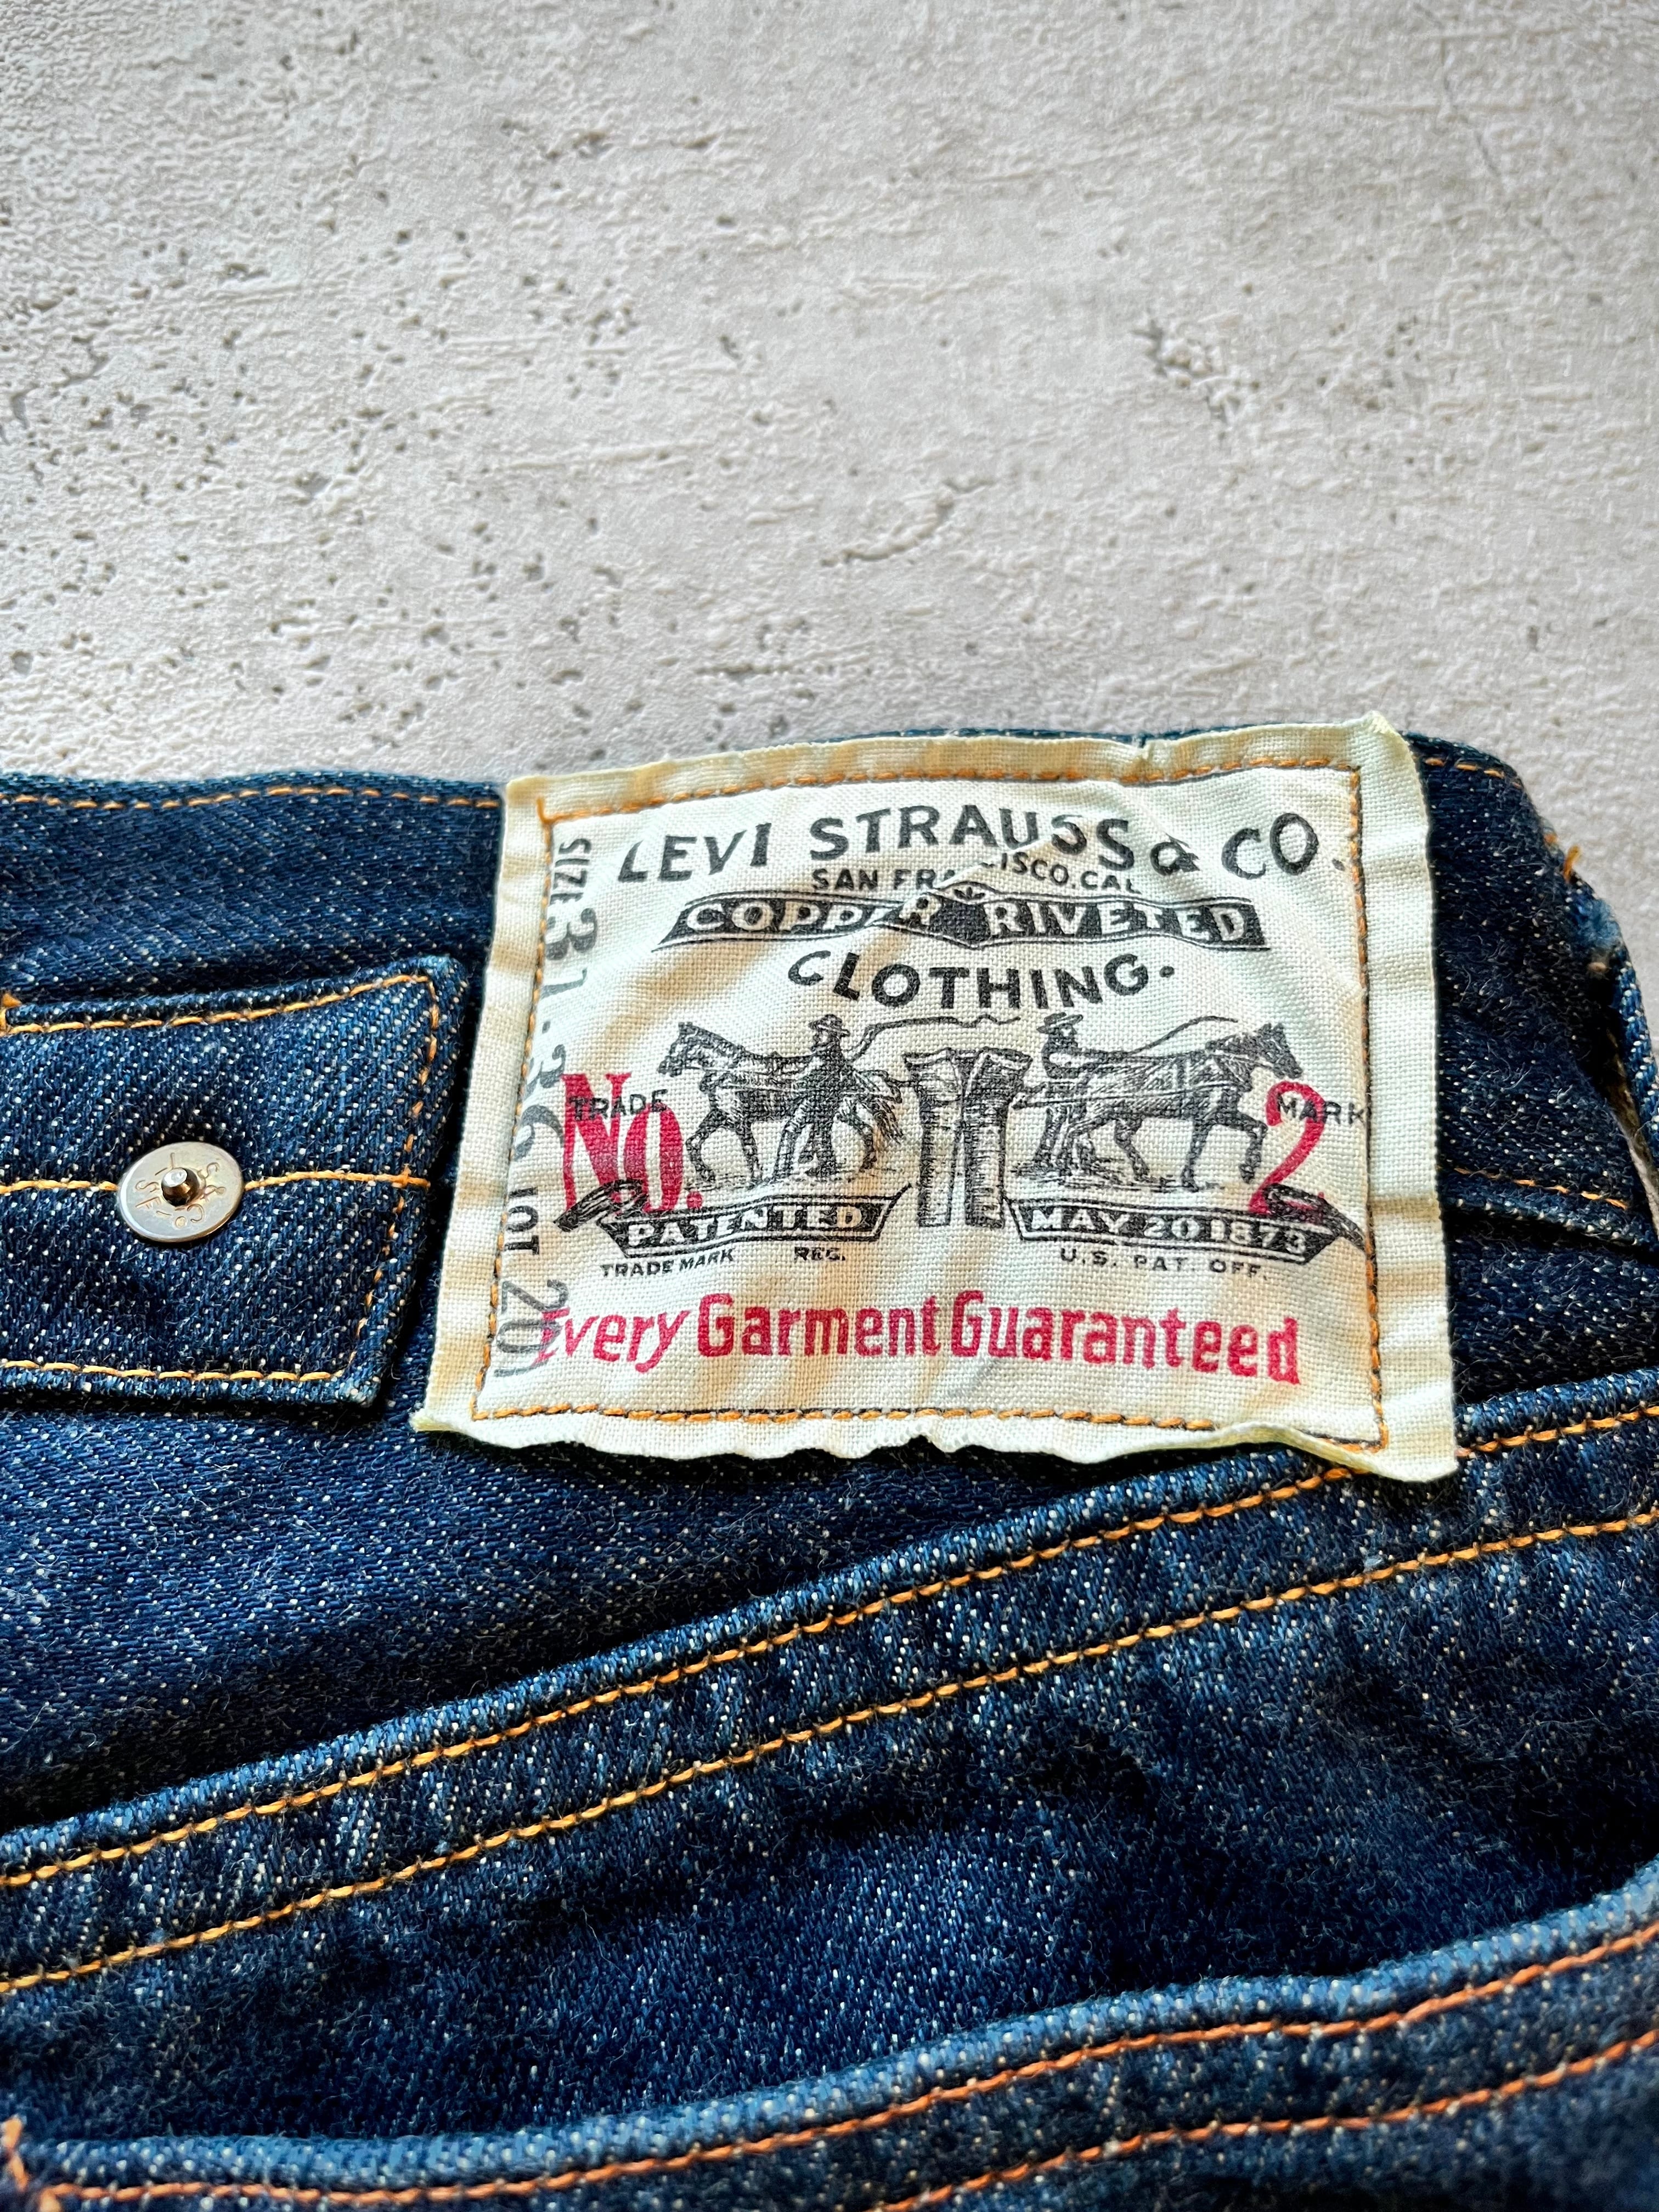 LEVI STRAUSS & CO.
SAN FRANCISCO, CAL
COPPER RIVETED
CLOTHING.
TRADE MARK
No. 2
PATENTED MAY 20 1873
TRADE MARK REG. U.S. PAT. OFF.
Every Garment Guaranteed
SIZE 31.36 LOT 201
L.S.& CO. S.F.